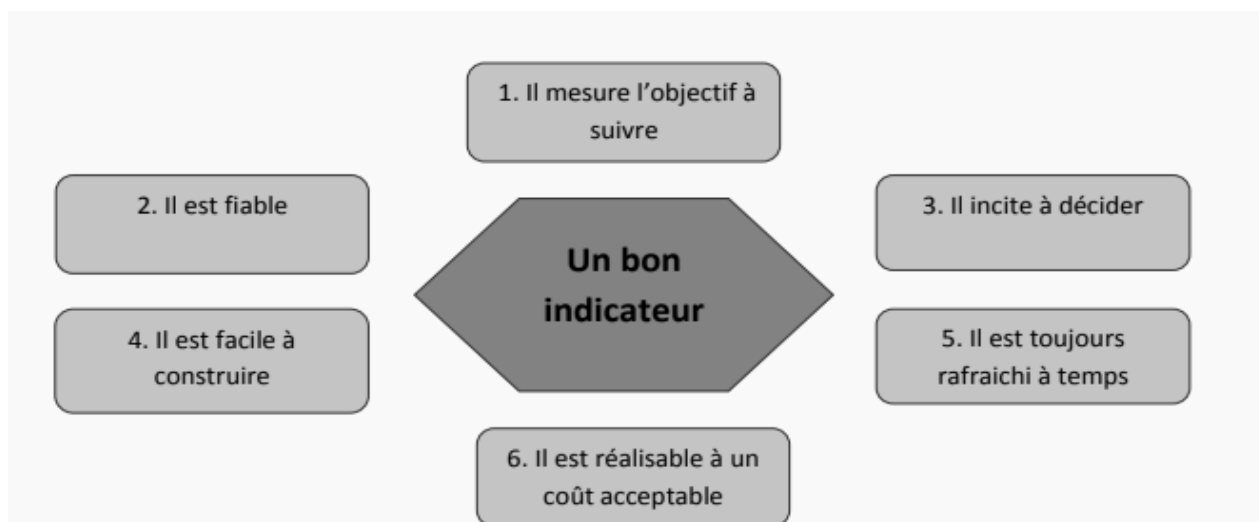 1. Il mesure l’objectif à
suivre
2. Il est fiable
3. Il incite à décider
Un bon
indicateur
4. Il est facile à
construire
5. Il est toujours
rafraichi à temps
6. Il est réalisable à un
coût acceptable